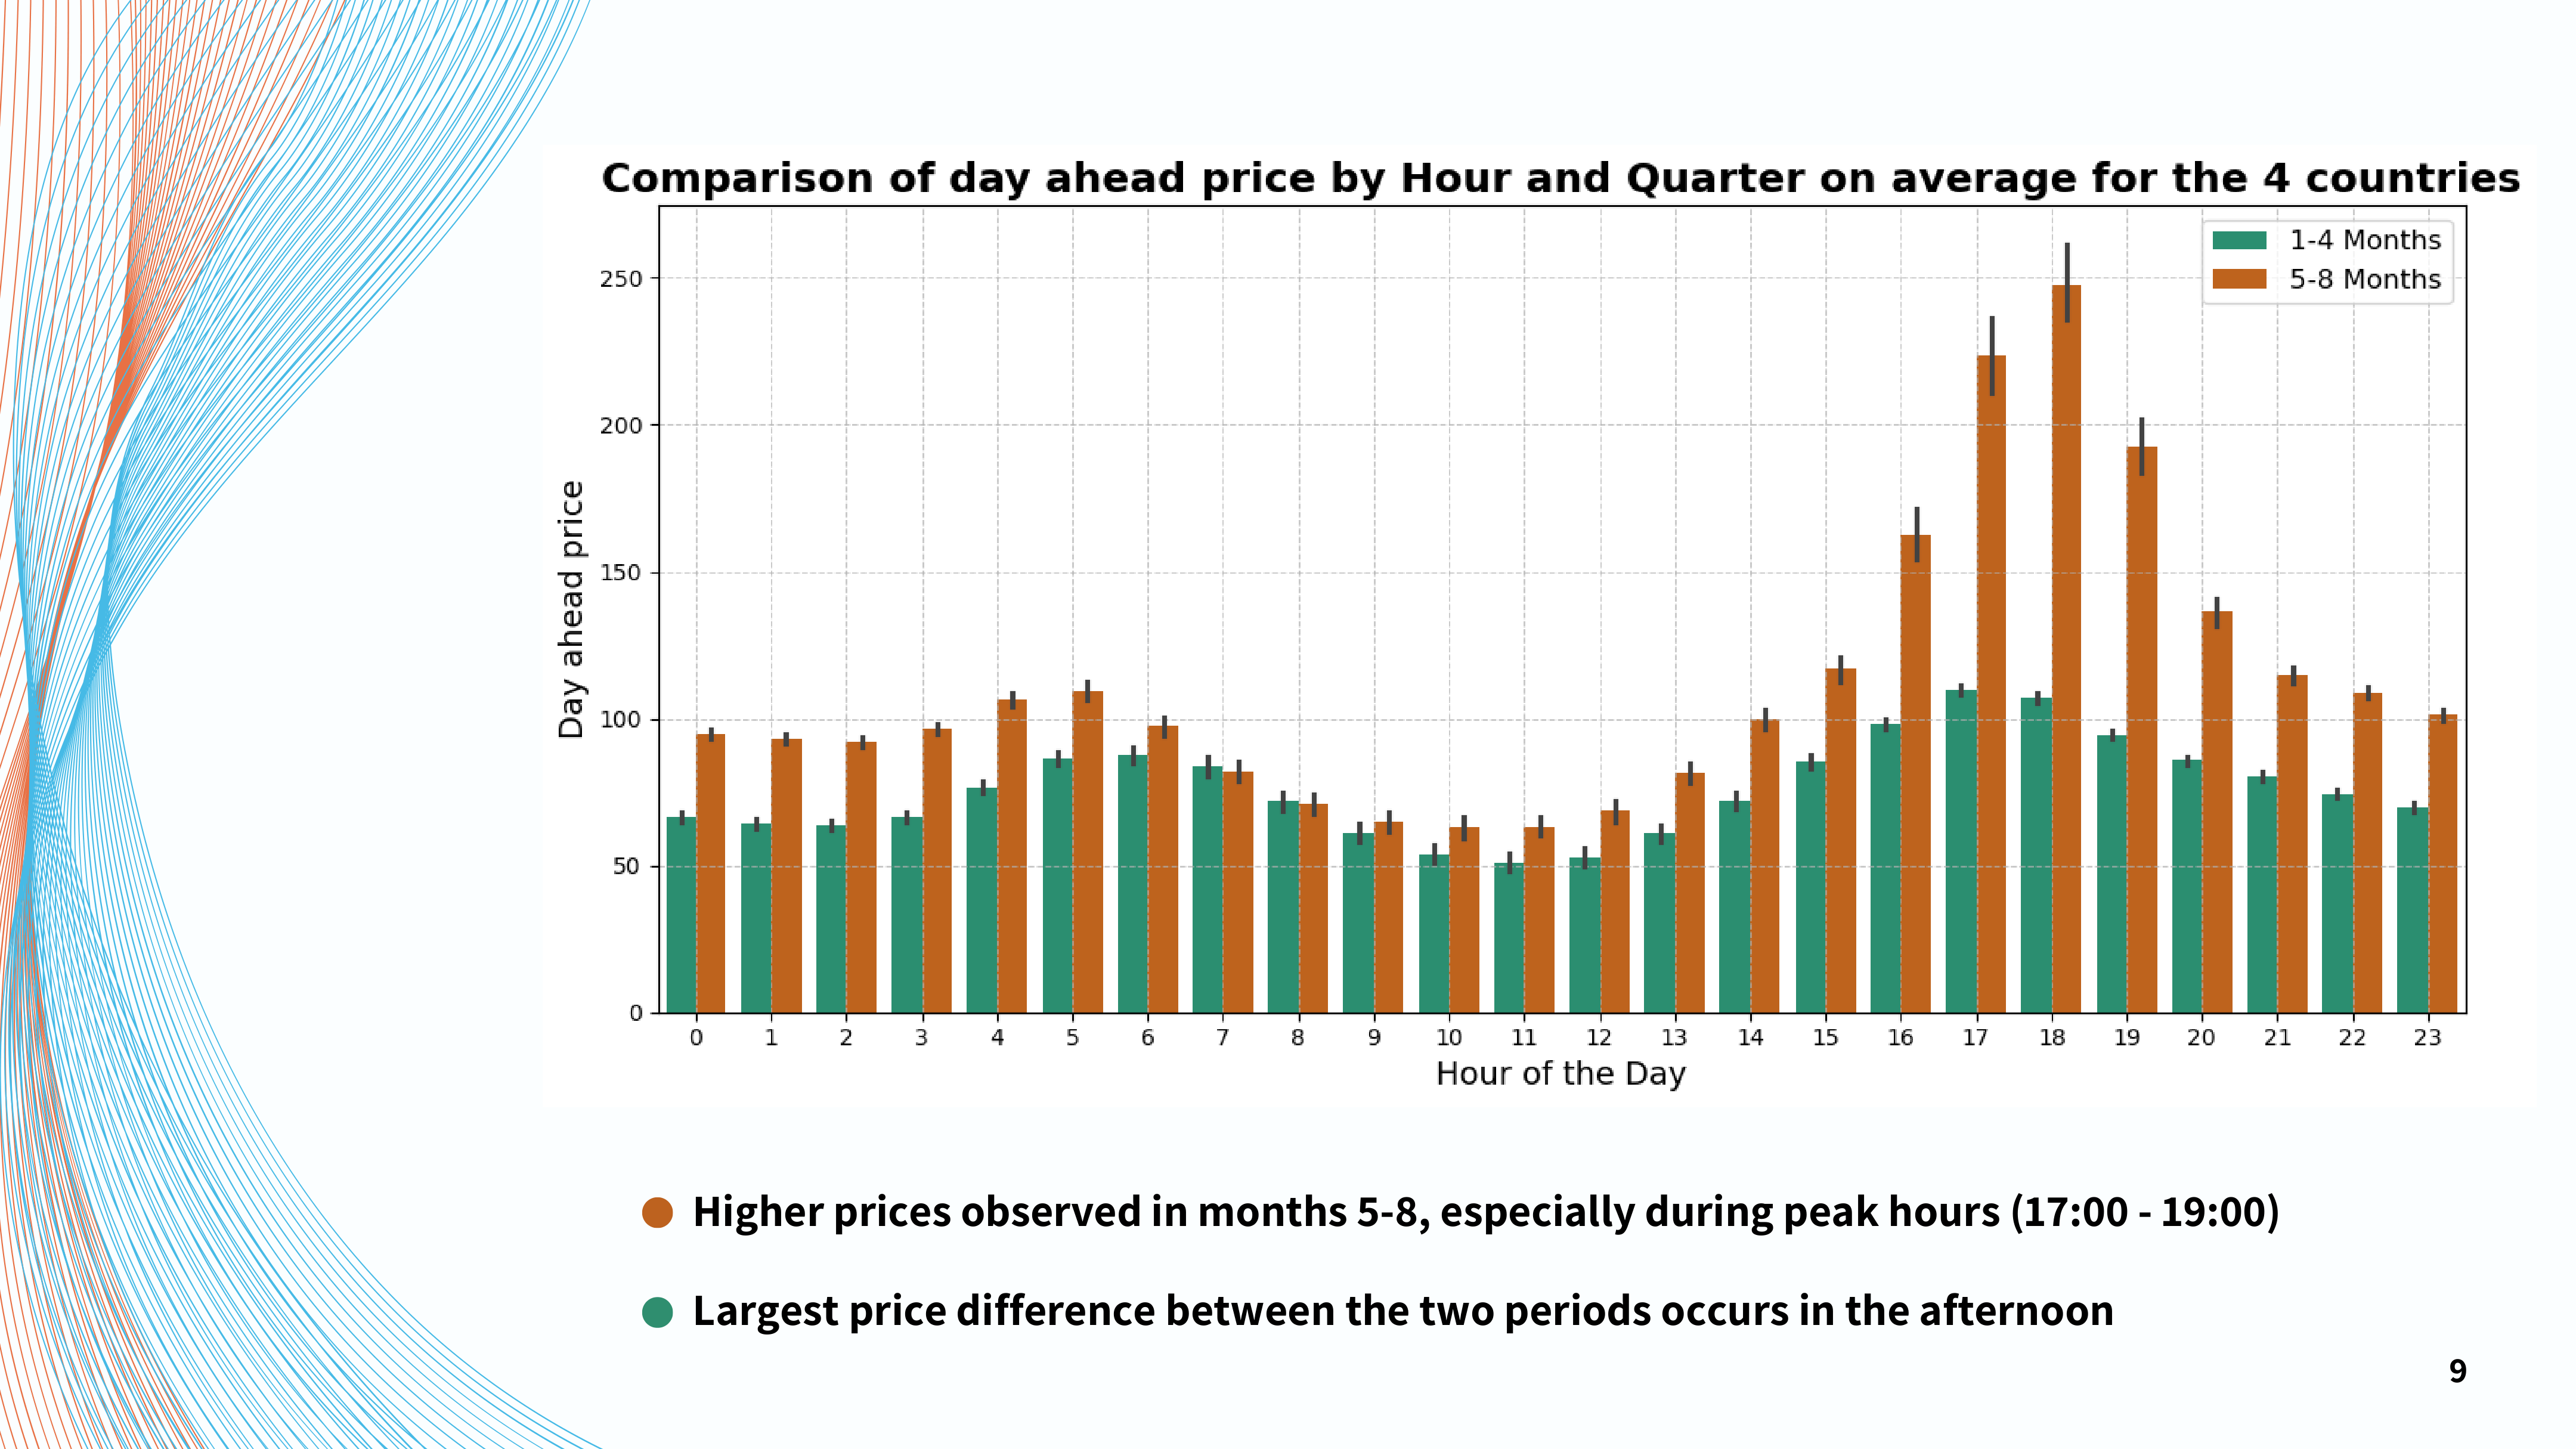 Comparison of day ahead price by Hour and Quarter on average for the 4 countries
1-4 Months
5-8 Months
Day ahead price
250
200
150
100
50
0
0 1 2 3 4 5 6 7 8 9 10 11 12 13 14 15 16 17 18 19 20 21 22 23
Hour of the Day
Higher prices observed in months 5-8, especially during peak hours (17:00 - 19:00)
Largest price difference between the two periods occurs in the afternoon
9